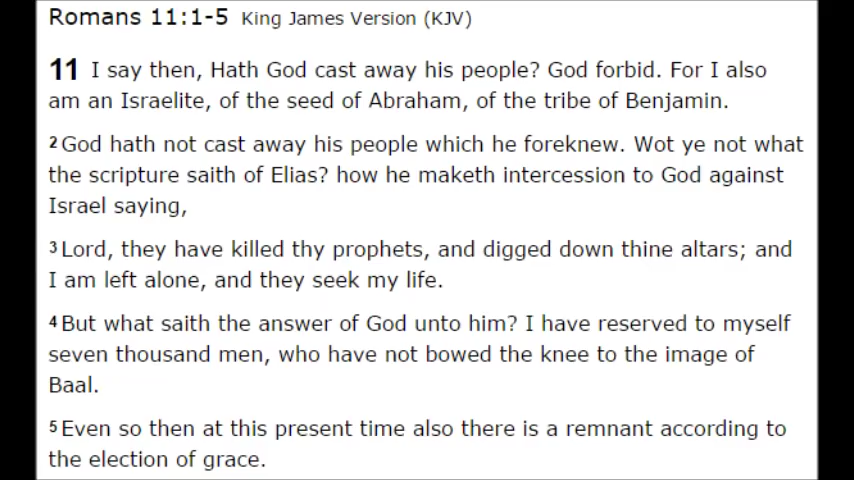 Romans 11:1-5 King James Version (KJV)
11 I say then, Hath God cast away his people? God forbid. For I also
am an Israelite, of the seed of Abraham, of the tribe of Benjamin.
2 God hath not cast away his people which he foreknew. Wot ye not what
the scripture saith of Elias? how he maketh intercession to God against
Israel saying,
3 Lord, they have killed thy prophets, and digged down thine altars; and
I am left alone, and they seek my life.
4 But what saith the answer of God unto him? I have reserved to myself
seven thousand men, who have not bowed the knee to the image of
Baal.
5 Even so then at this present time also there is a remnant according to
the election of grace.